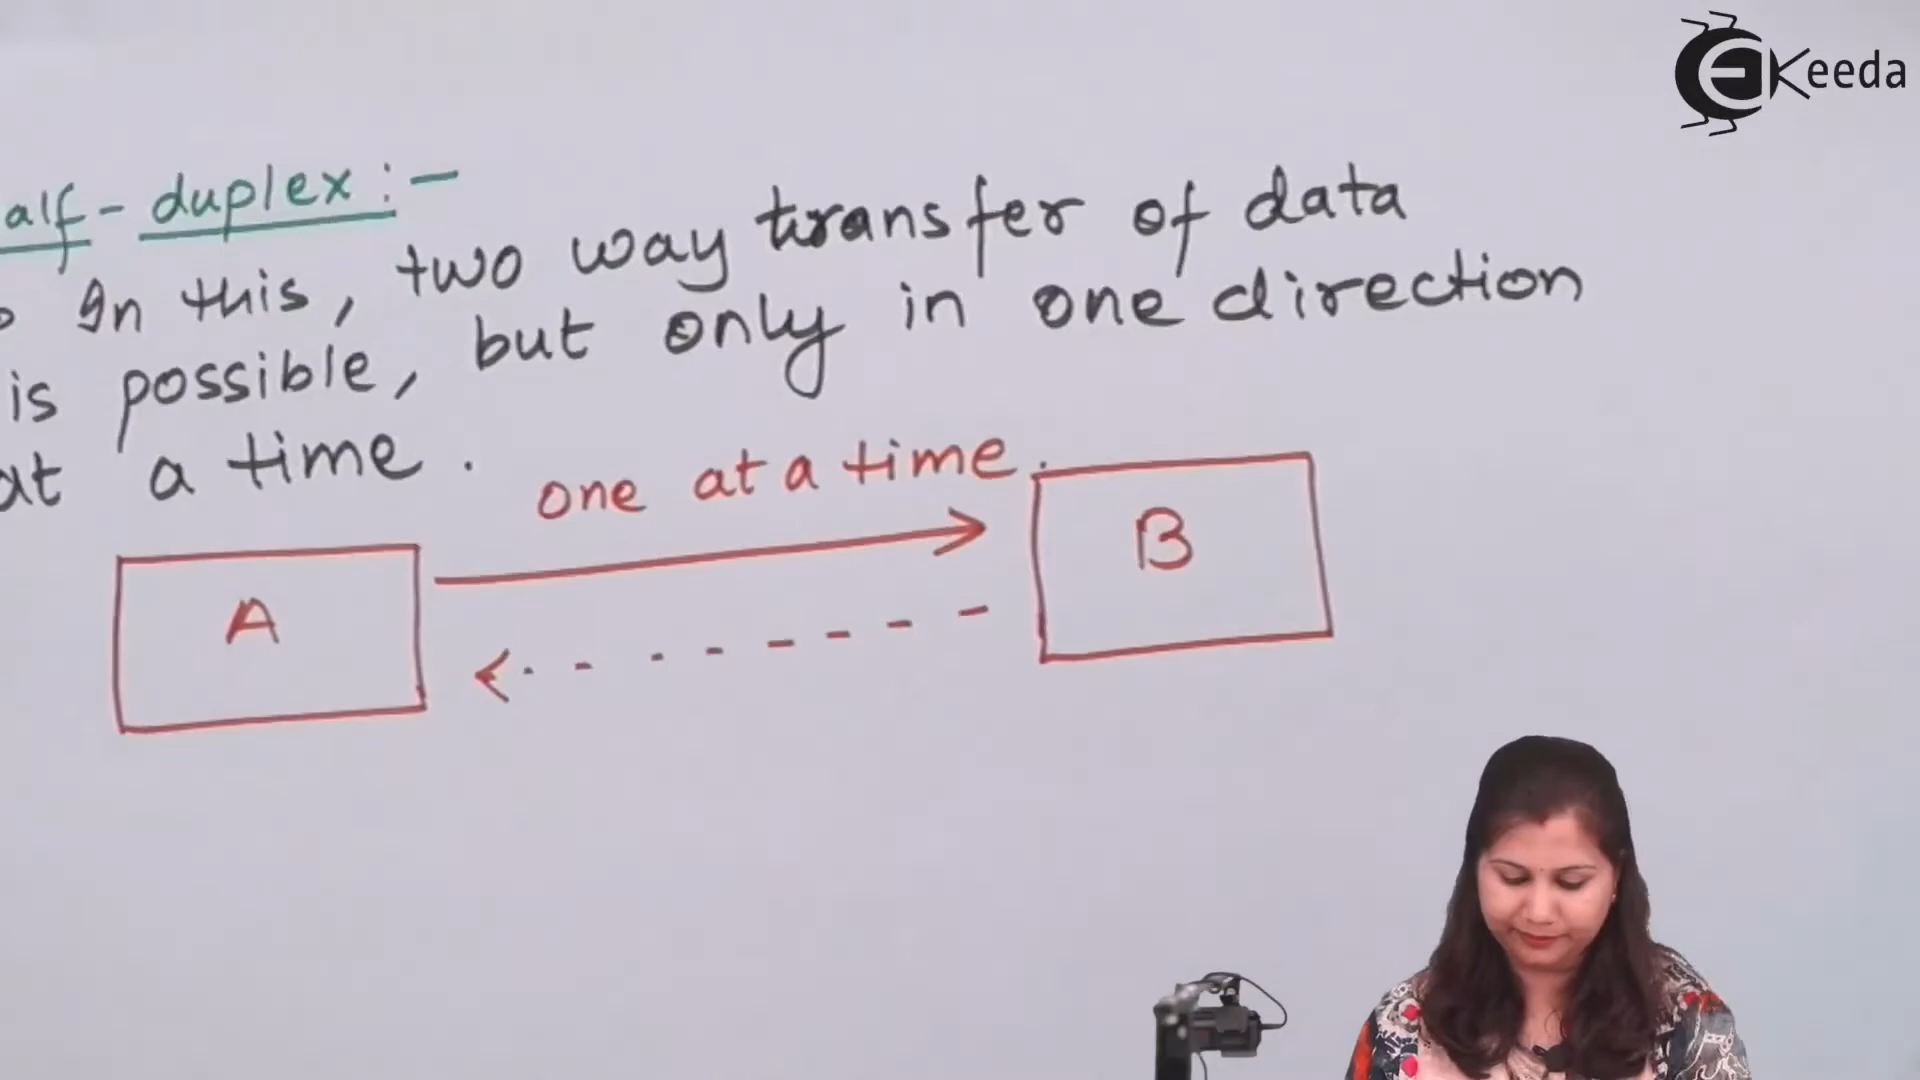 EKeeda
alf - duplex :-
In this, two way transfer of data
is possible, but only in one direction
at a time.
one at a time.
A
B